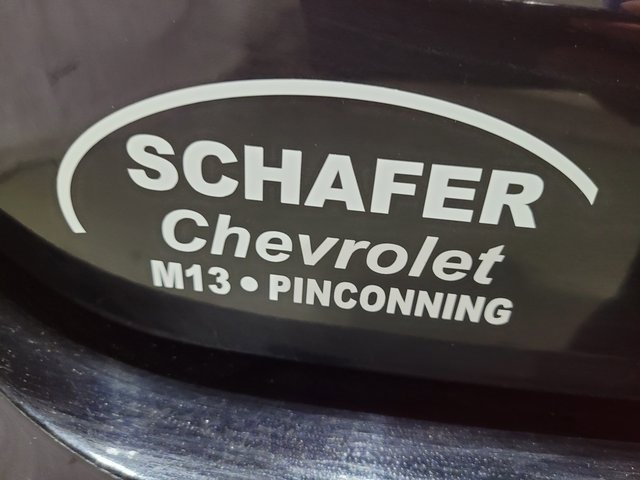 SCHAFER
Chevrolet
M13 • PINCONNING